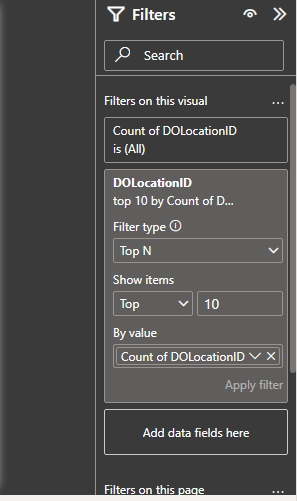 Filters
Search
Filters on this visual
...
Count of DOLocationID
is (All)
DOLocationID
top 10 by Count of D...
Filter type
Top N
Show items
Top
10
By value
Count of DOLocationID
Apply filter
Add data fields here
Filters on this page
...